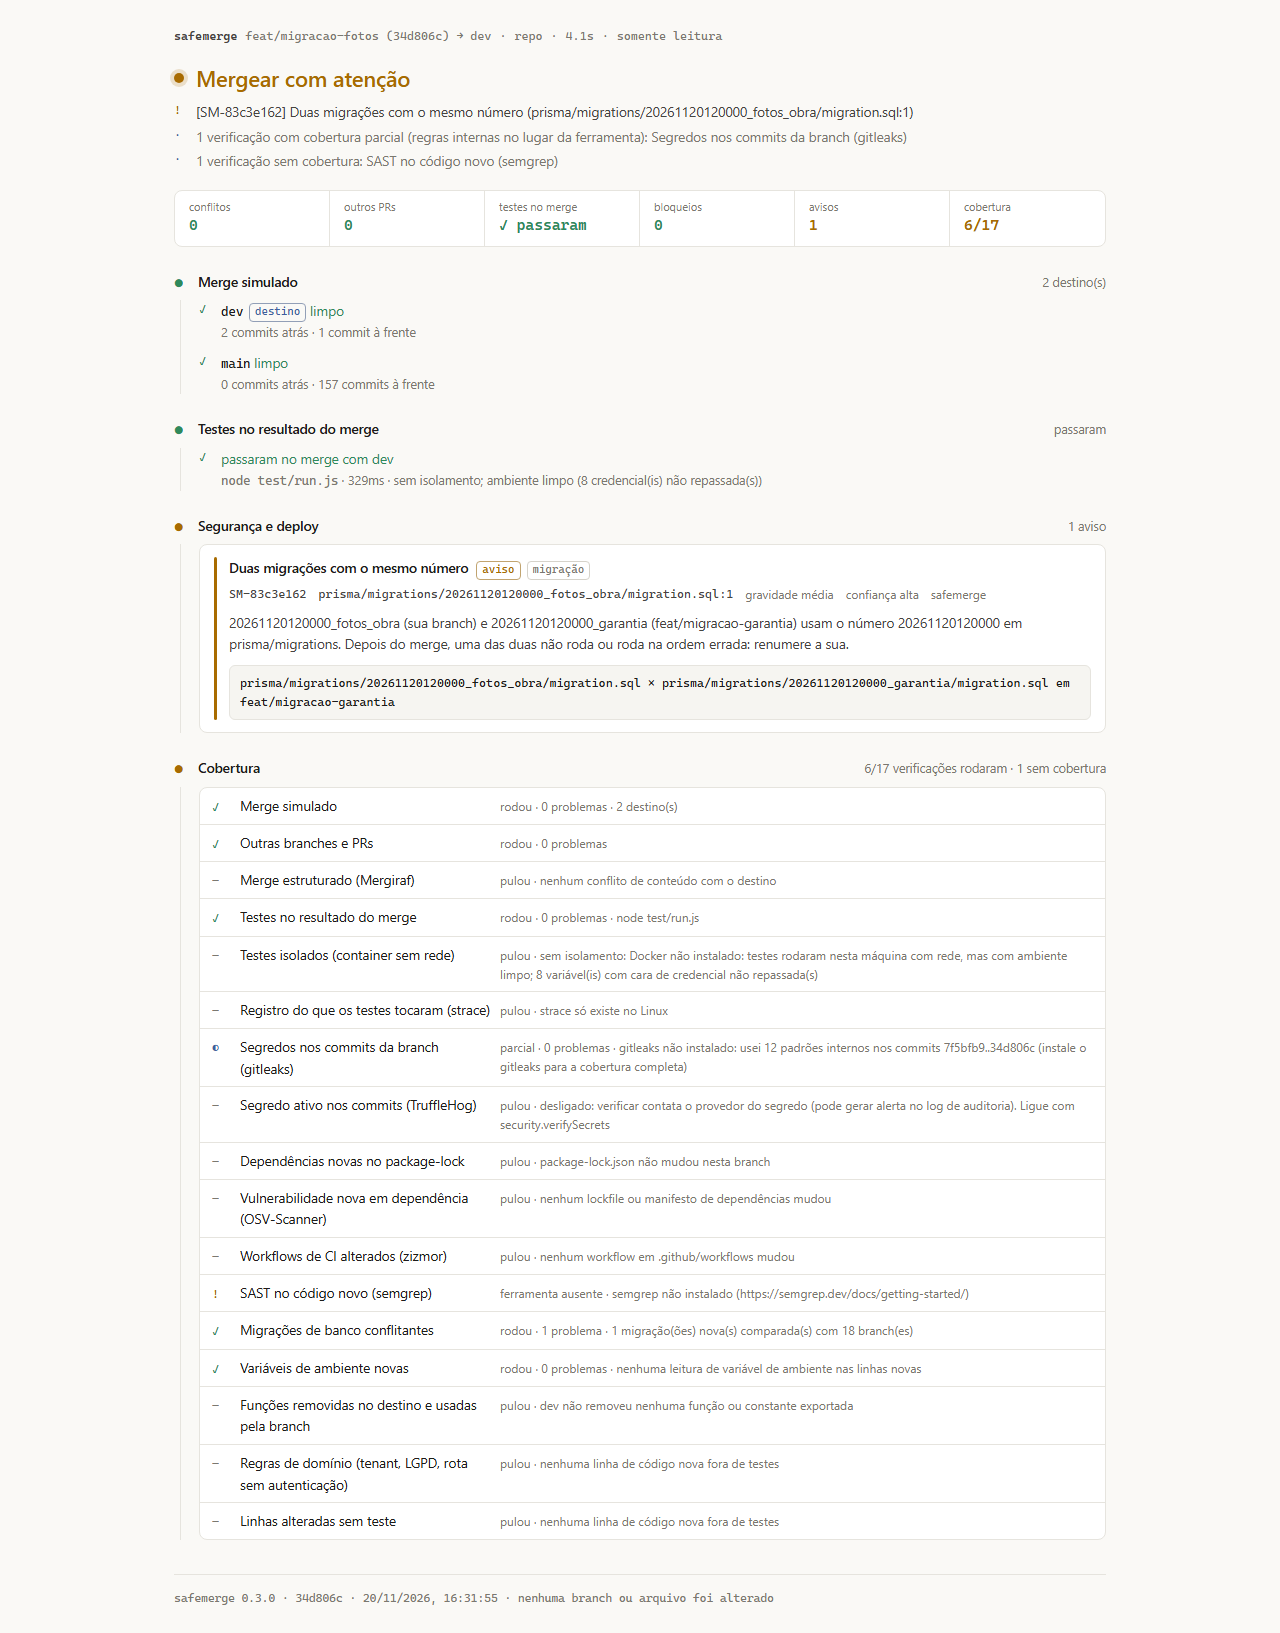 safemerge feat/migracao-fotos (34d806c) → dev · repo · 4.1s · somente leitura
Mergear com atenção
! [SM-83c3e162] Duas migrações com o mesmo número (prisma/migrations/20261120120000_fotos_obra/migration.sql:1)
· 1 verificação com cobertura parcial (regras internas no lugar da ferramenta): Segredos nos commits da branch (gitleaks)
· 1 verificação sem cobertura: SAST no código novo (semgrep)
conflitos outros PRs testes no merge bloqueios avisos cobertura
0 0 ✓ passaram 0 1 6/17
Merge simulado 2 destino(s)
✓ dev destino limpo
2 commits atrás · 1 commit à frente
✓ main limpo
0 commits atrás · 157 commits à frente
Testes no resultado do merge passaram
✓ passaram no merge com dev
node test/run.js · 329ms · sem isolamento; ambiente limpo (8 credencial(is) não repassada(s))
Segurança e deploy 1 aviso
Duas migrações com o mesmo número aviso migração
SM-83c3e162 prisma/migrations/20261120120000_fotos_obra/migration.sql:1 gravidade média confiança alta safemerge
20261120120000_fotos_obra (sua branch) e 20261120120000_garantia (feat/migracao-garantia) usam o número 20261120120000 em
prisma/migrations. Depois do merge, uma das duas não roda ou roda na ordem errada: renumere a sua.
prisma/migrations/20261120120000_fotos_obra/migration.sql × prisma/migrations/20261120120000_garantia/migration.sql em
feat/migracao-garantia
Cobertura 6/17 verificações rodaram · 1 sem cobertura
✓ Merge simulado rodou · 0 problemas · 2 destino(s)
✓ Outras branches e PRs rodou · 0 problemas
– Merge estruturado (Mergiraf) pulou · nenhum conflito de conteúdo com o destino
✓ Testes no resultado do merge rodou · 0 problemas · node test/run.js
– Testes isolados (container sem rede) pulou · sem isolamento: Docker não instalado: testes rodaram nesta máquina com rede, mas com ambiente
limpo; 8 variável(is) com cara de credencial não repassada(s)
– Registro do que os testes tocaram (strace) pulou · strace só existe no Linux
◐ Segredos nos commits da branch parcial · 0 problemas · gitleaks não instalado: usei 12 padrões internos nos commits 7f5bfb9..34d806c (instale o
(gitleaks) gitleaks para a cobertura completa)
– Segredo ativo nos commits (TruffleHog) pulou · desligado: verificar contata o provedor do segredo (pode gerar alerta no log de auditoria). Ligue com
security.verifySecrets
– Dependências novas no package-lock pulou · package-lock.json não mudou nesta branch
– Vulnerabilidade nova em dependência pulou · nenhum lockfile ou manifesto de dependências mudou
(OSV-Scanner)
– Workflows de CI alterados (zizmor) pulou · nenhum workflow em .github/workflows mudou
! SAST no código novo (semgrep) ferramenta ausente · semgrep não instalado (https://semgrep.dev/docs/getting-started/)
✓ Migrações de banco conflitantes rodou · 1 problema · 1 migração(ões) nova(s) comparada(s) com 18 branch(es)
✓ Variáveis de ambiente novas rodou · 0 problemas · nenhuma leitura de variável de ambiente nas linhas novas
– Funções removidas no destino e usadas pulou · dev não removeu nenhuma função ou constante exportada
pela branch
– Regras de domínio (tenant, LGPD, rota pulou · nenhuma linha de código nova fora de testes
sem autenticação)
– Linhas alteradas sem teste pulou · nenhuma linha de código nova fora de testes
safemerge 0.3.0 · 34d806c · 20/11/2026, 16:31:55 · nenhuma branch ou arquivo foi alterado